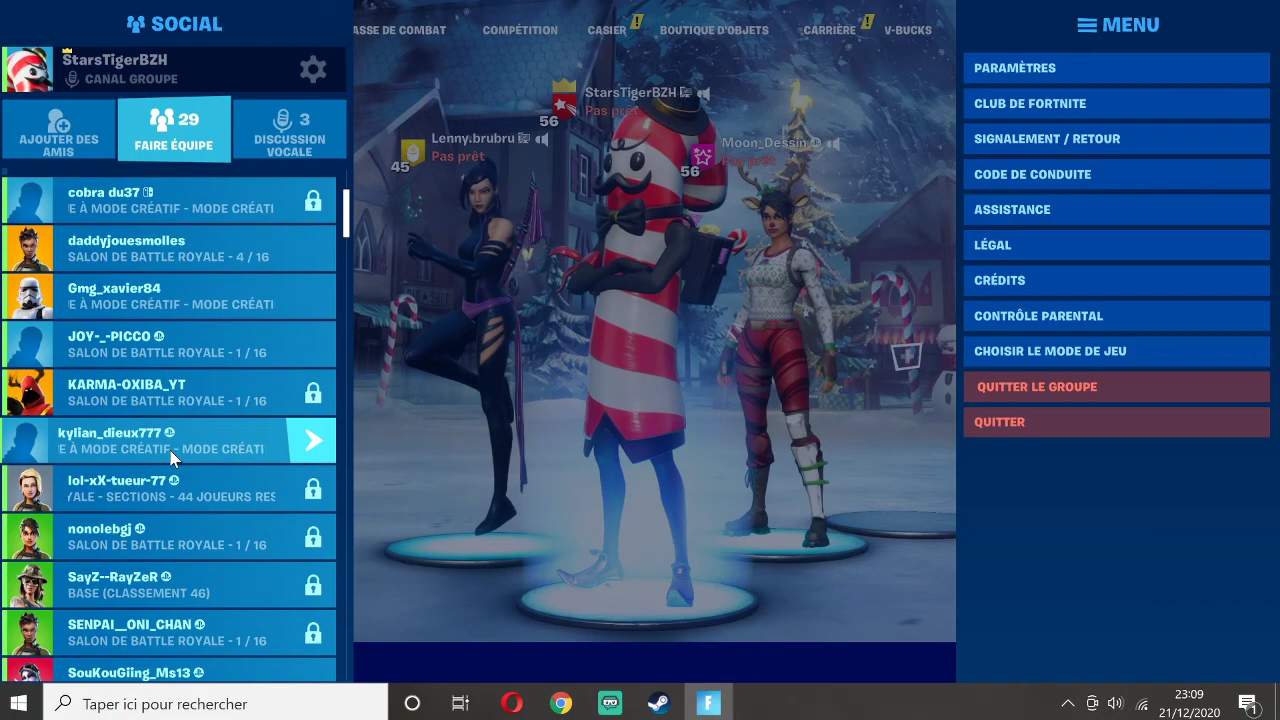 SOCIAL
StarsTigerBZH
CANAL GROUPE
AJOUTER DES AMIS
29
FAIRE ÉQUIPE
3
DISCUSSION VOCALE
cobra du37
E À MODE CRÉATIF - MODE CRÉATI
daddyjouesmolles
SALON DE BATTLE ROYALE - 4 / 16
Gmg_xavier84
E À MODE CRÉATIF - MODE CRÉATI
JOY-_-PICCO
SALON DE BATTLE ROYALE - 1 / 16
KARMA-OXIBA_YT
SALON DE BATTLE ROYALE - 1 / 16
kylian_dieux777
E À MODE CRÉATIF - MODE CRÉATI
lol-xX-tueur-77
YALE - SECTIONS - 44 JOUEURS RES
nonolebgj
SALON DE BATTLE ROYALE - 1 / 16
SayZ--RayZeR
BASE (CLASSEMENT 46)
SENPAI__ONI_CHAN
SALON DE BATTLE ROYALE - 1 / 16
SouKouGiing_Ms13
ASSE DE COMBAT
COMPÉTITION
CASIER
BOUTIQUE D'OBJETS
CARRIÈRE
V-BUCKS
StarsTigerBZH
Pas prêt
56
Lenny.brubru
Pas prêt
45
Moon_Dessin
Pas prêt
56
MENU
PARAMÈTRES
CLUB DE FORTNITE
SIGNALEMENT / RETOUR
CODE DE CONDUITE
ASSISTANCE
LÉGAL
CRÉDITS
CONTRÔLE PARENTAL
CHOISIR LE MODE DE JEU
QUITTER LE GROUPE
QUITTER
Taper ici pour rechercher
23:09
21/12/2020
1